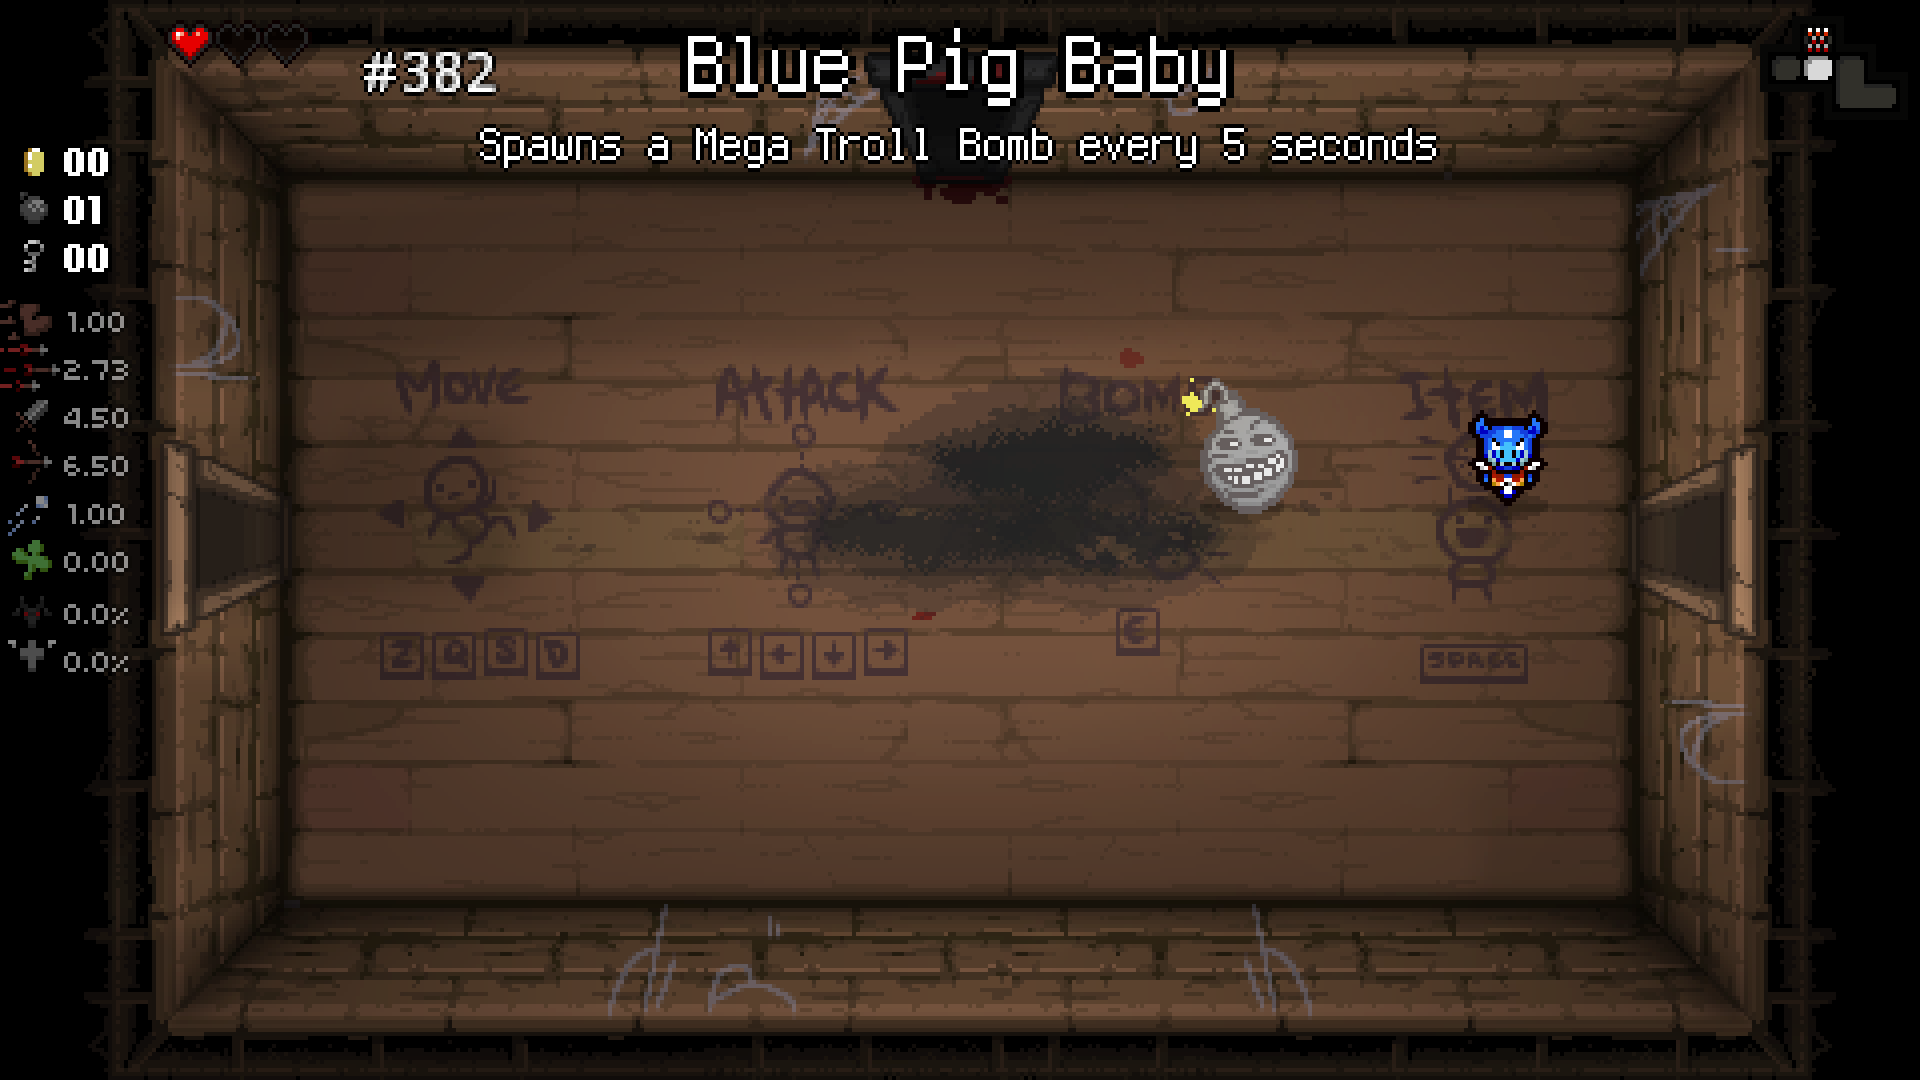 #382
Blue Pig Baby
Spawns a Mega Troll Bomb every 5 seconds
00
01
00
1.00
2.73
4.50
6.50
1.00
0.00
0.0%
0.0%
MOVE
ATTACK
BOM
ITEM
Z Q S D
↑ ← ↓ →
E
SPACE